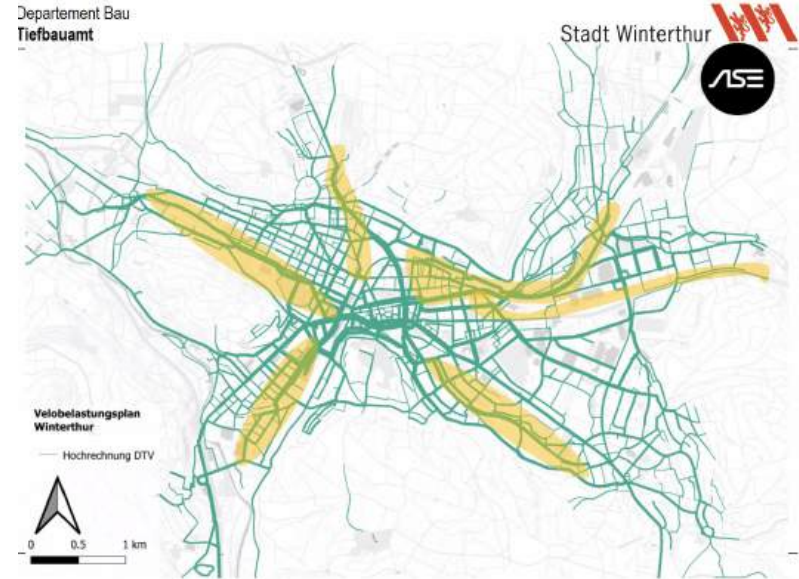 Departement Bau
Tiefbauamt
Stadt Winterthur
ASE
Velobelastungsplan
Winterthur
Hochrechnung DTV
0 0.5 1 km